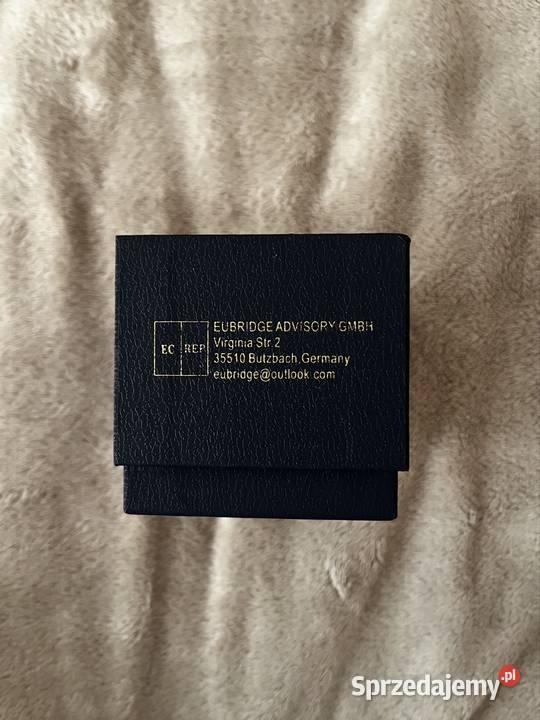 EC REP
EUBRIDGE ADVISORY GMBH
Virginia Str.2
35510 Butzbach,Germany
eubridge@outlook.com
Sprzedajemy.pl